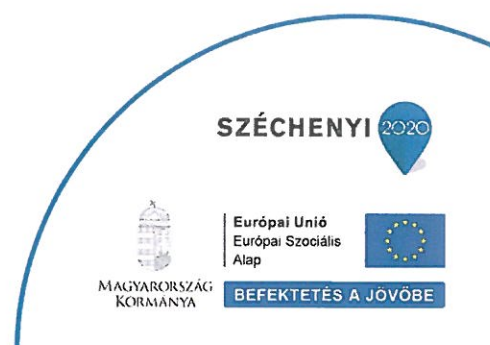 SZÉCHENYI 2020
Európai Unió
Európai Szociális
Alap
MAGYARORSZÁG
KORMÁNYA
BEFEKTETÉS A JÖVŐBE